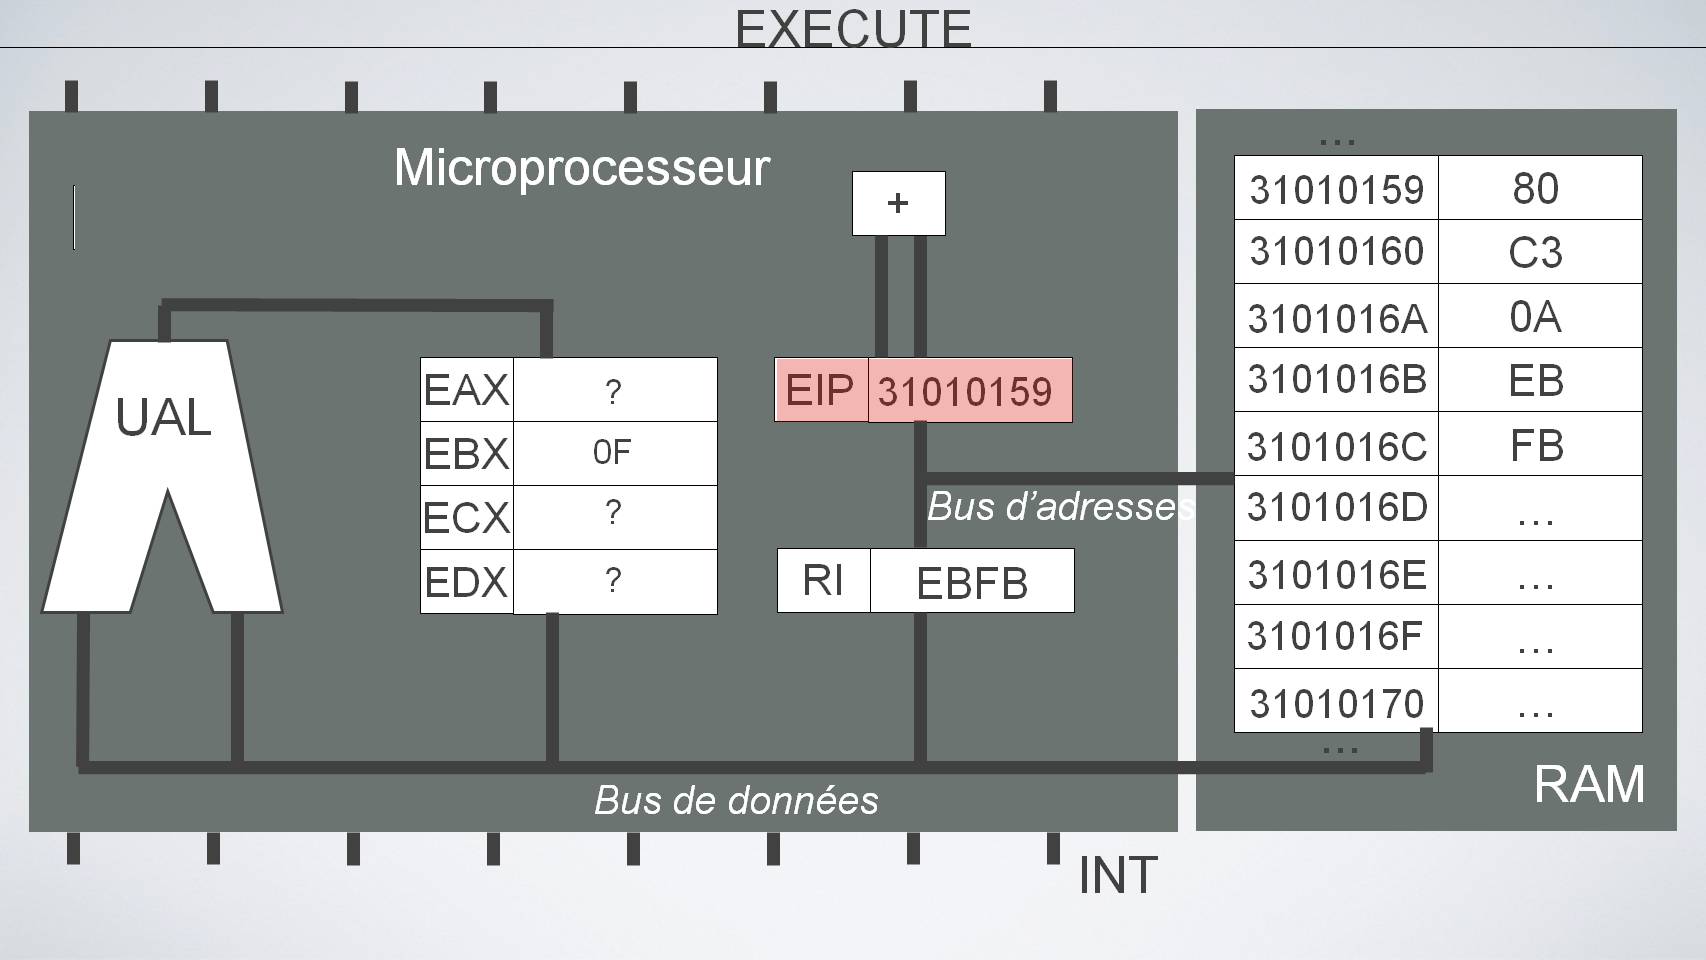 EXECUTE
Microprocesseur
+
UAL
EAX ?
EBX 0F
ECX ?
EDX ?
EIP 31010159
Bus d’adresses
RI EBFB
Bus de données
INT
...
31010159 80
31010160 C3
3101016A 0A
3101016B EB
3101016C FB
3101016D ...
3101016E ...
3101016F ...
31010170 ...
...
RAM